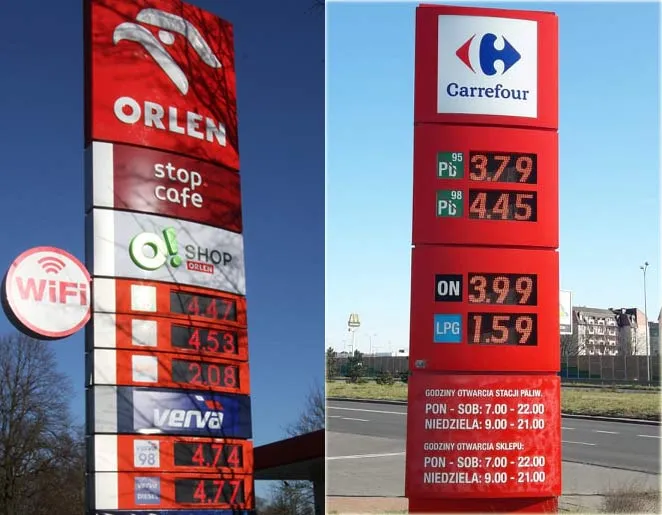 ORLEN
stop
cafe
O! SHOP
ORLEN
WiFi
4.47
4.53
2.08
verva
verva
98
4.74
verva
DIESEL
4.77
Carrefour
Pb 95 3.79
Pb 98 4.45
ON 3.99
LPG 1.59
GODZINY OTWARCIA STACJI PALIW:
PON - SOB: 7.00 - 22.00
NIEDZIELA: 9.00 - 21.00
GODZINY OTWARCIA SKLEPU:
PON - SOB: 7.00 - 22.00
NIEDZIELA: 9.00 - 21.00